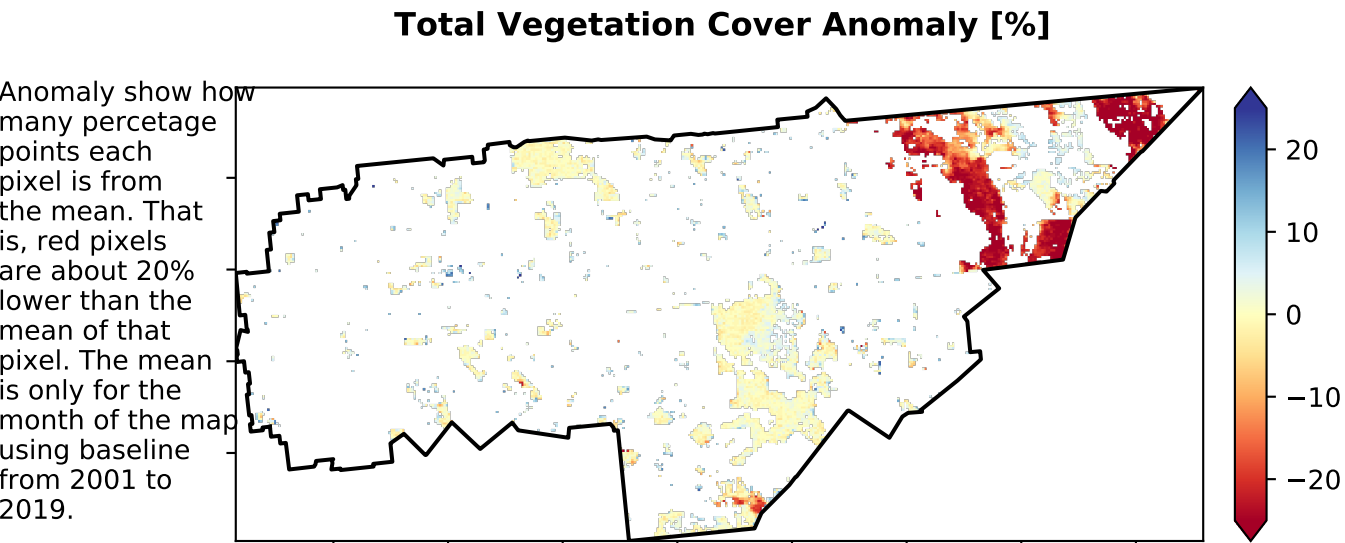 Total Vegetation Cover Anomaly [%]
Anomaly show how
many percetage
points each
pixel is from
the mean. That
is, red pixels
are about 20%
lower than the
mean of that
pixel. The mean
is only for the
month of the map
using baseline
from 2001 to
2019.
20
10
0
−10
−20